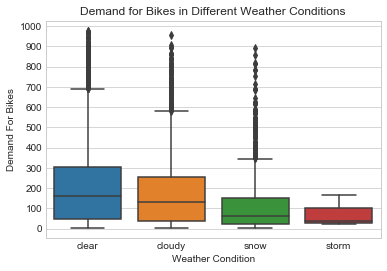 Demand for Bikes in Different Weather Conditions
1000
900
800
700
600
500
400
300
200
100
0
Demand For Bikes
clear cloudy snow storm
Weather Condition